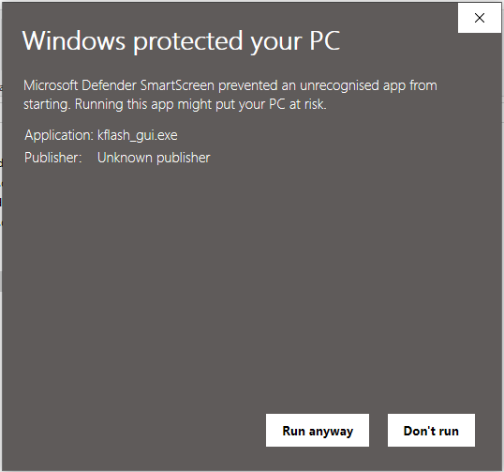 Windows protected your PC
Microsoft Defender SmartScreen prevented an unrecognised app from
starting. Running this app might put your PC at risk.
Application: kflash_gui.exe
Publisher: Unknown publisher
Run anyway
Don't run